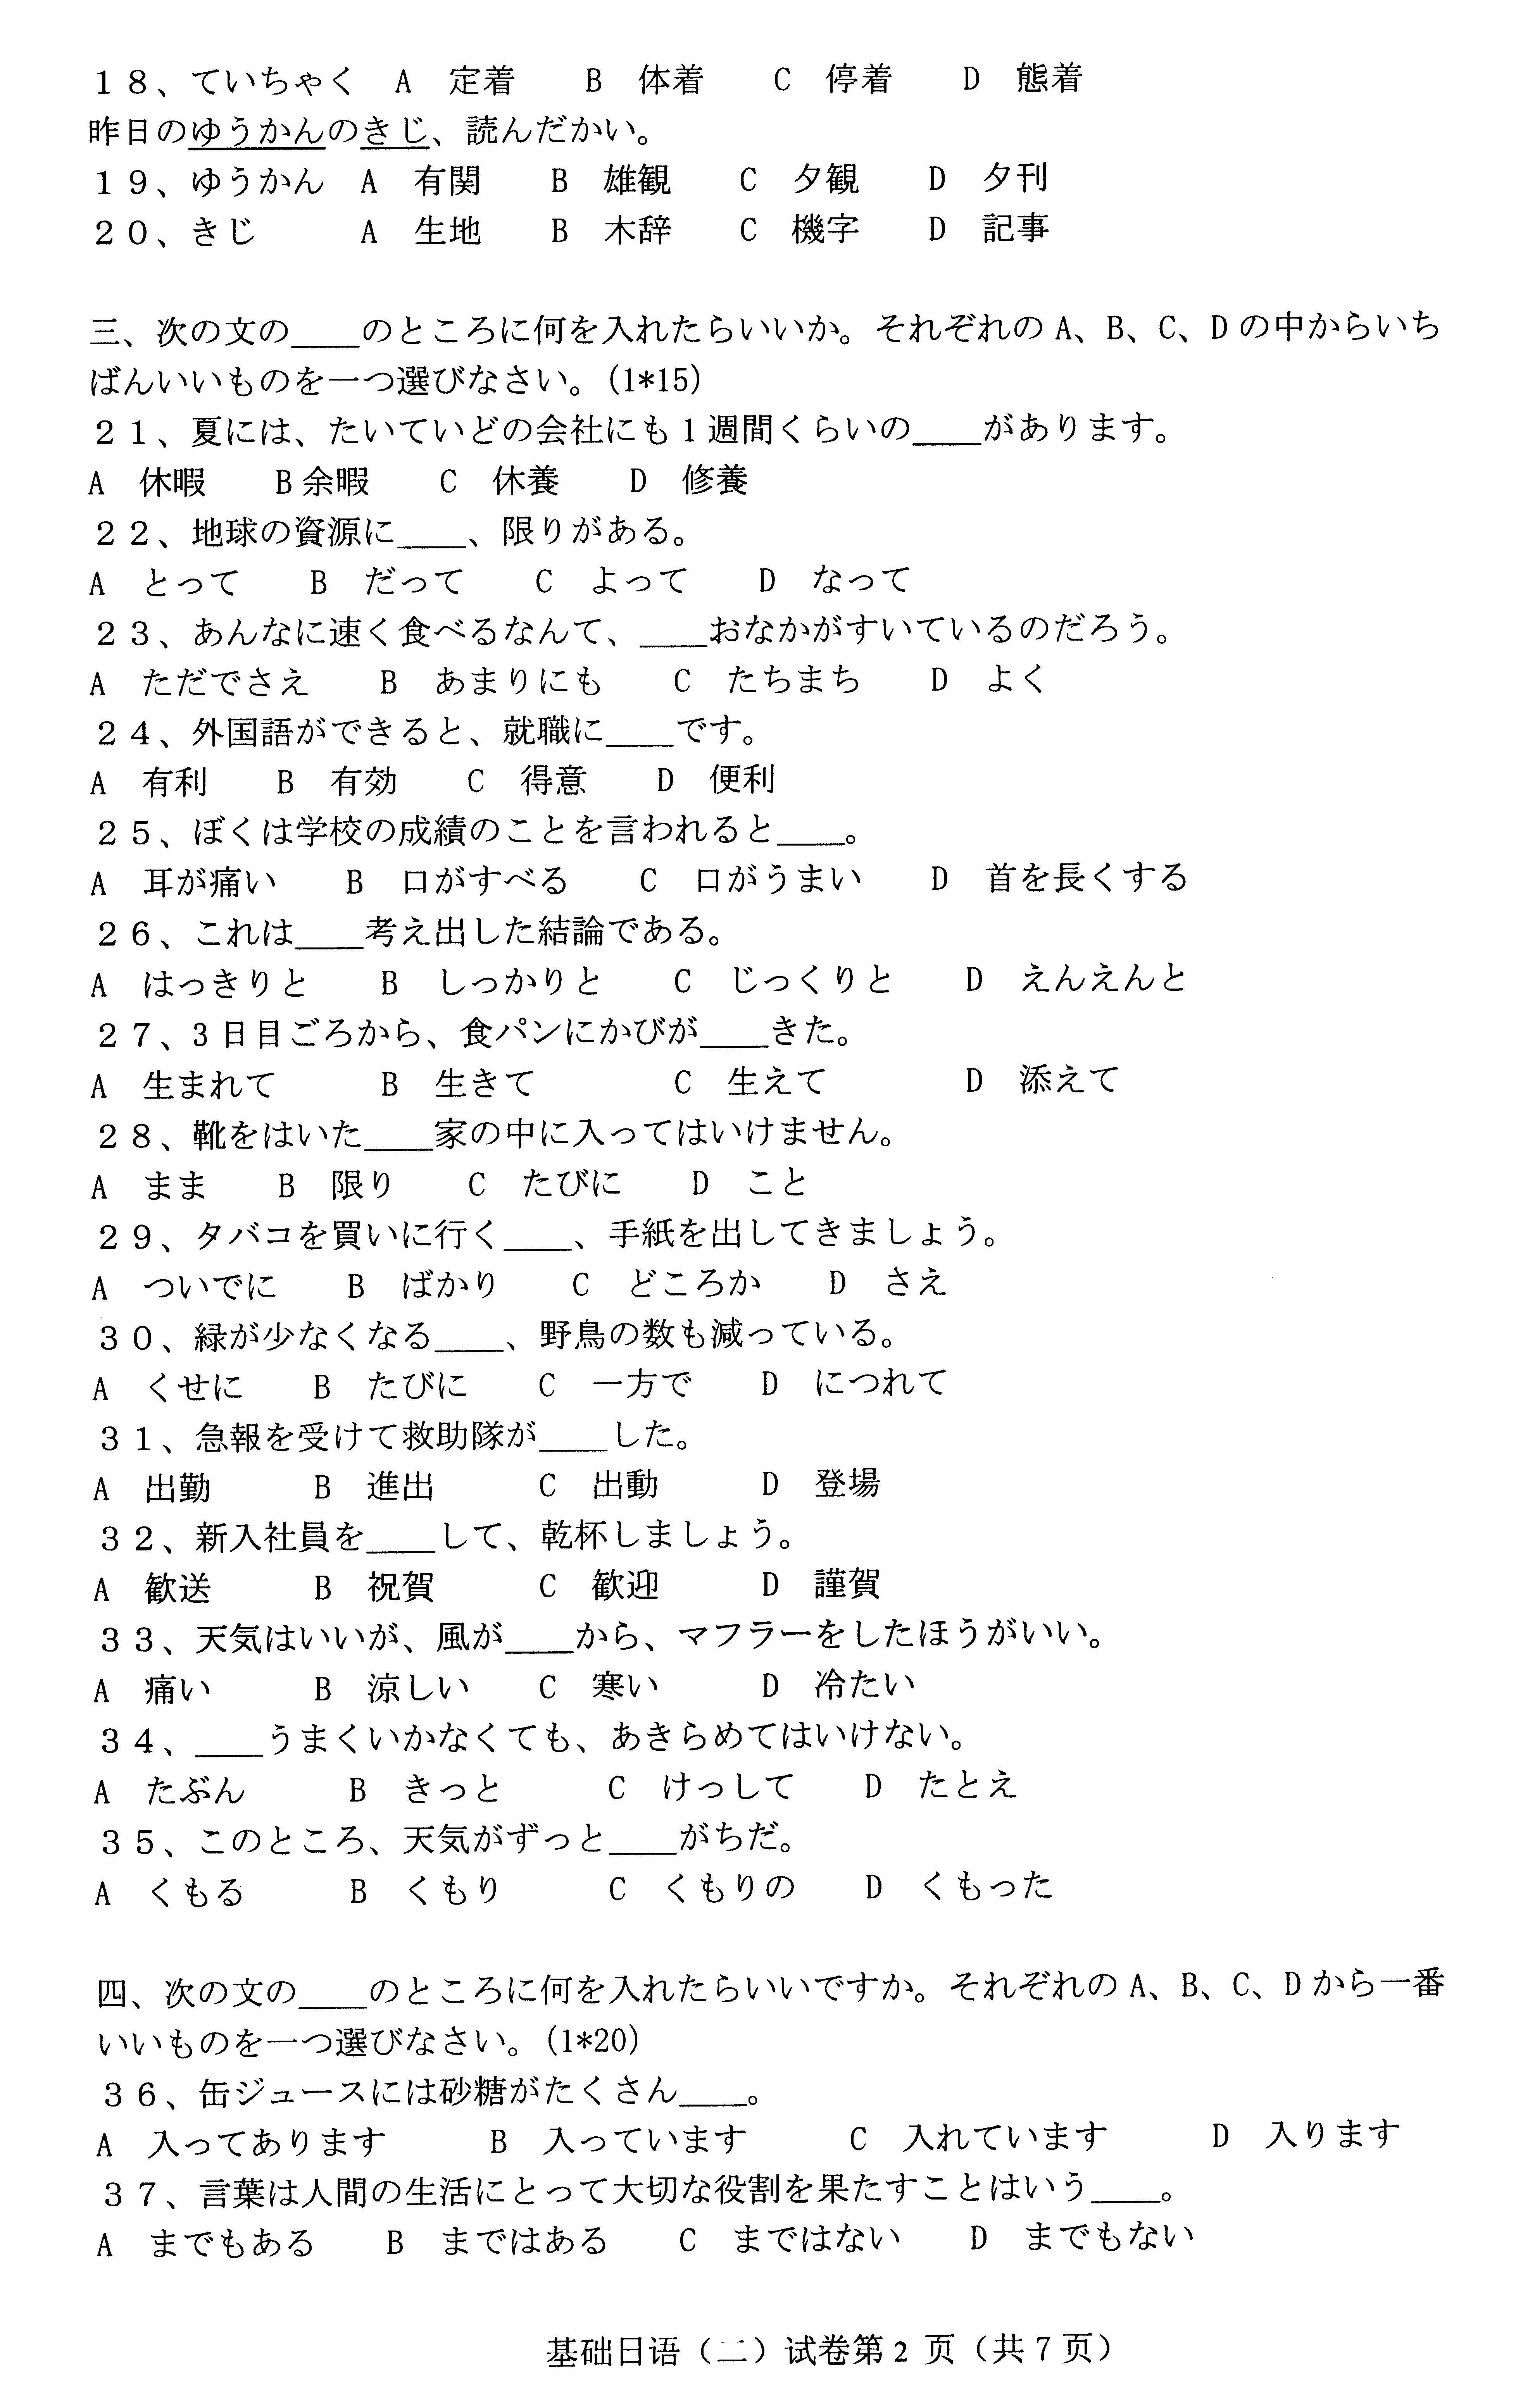 １８、ていちゃく　A　定着　　B　体着　　C　停着　　D　態着
昨日のゆうかんのきじ、読んだかい。
１９、ゆうかん　A　有関　　B　雄観　　C　夕観　　D　夕刊
２０、きじ　　　A　生地　　B　木辞　　C　機字　　D　記事
三、次の文の____のところに何を入れたらいいか。それぞれの A、B、C、D の中からいち
ばんいいものを一つ選びなさい。(1*15)
２１、夏には、たいていどの会社にも 1 週間くらいの____があります。
A　休暇　　B 余暇　　C　休養　　D　修養
２２、地球の資源に____、限りがある。
A　とって　　B　だって　　C　よって　　D　なって
２３、あんなに速く食べるなんて、____おなかがすいているのだろう。
A　ただでさえ　　B　あまりにも　　C　たちまち　　D　よく
２４、外国語ができると、就職に____です。
A　有利　　B　有効　　C　得意　　D　便利
２５、ぼくは学校の成績のことを言われると____。
A　耳が痛い　　B　口がすべる　　C　口がうまい　　D　首を長くする
２６、これは____考え出した結論である。
A　はっきりと　　B　しっかりと　　C　じっくりと　　D　えんえんと
２７、3 日目ごろから、食パンにかびが____きた。
A　生まれて　　　B　生きて　　　　C　生えて　　　　D　添えて
２８、靴をはいた____家の中に入ってはいけません。
A　まま　　B　限り　　C　たびに　　D　こと
２９、タバコを買いに行く____、手紙を出してきましょう。
A　ついでに　　B　ばかり　　C　どころか　　D　さえ
３０、緑が少なくなる____、野鳥の数も減っている。
A　くせに　　B　たびに　　C　一方で　　D　につれて
３１、急報を受けて救助隊が____した。
A　出勤　　　B　進出　　　C　出動　　　D　登場
３２、新入社員を____して、乾杯しましょう。
A　歓送　　　B　祝賀　　　C　歓迎　　　D　謹賀
３３、天気はいいが、風が____から、マフラーをしたほうがいい。
A　痛い　　　B　涼しい　　C　寒い　　　D　冷たい
３４、____うまくいかなくても、あきらめてはいけない。
A　たぶん　　　B　きっと　　　C　けっして　　D　たとえ
３５、このところ、天気がずっと____がちだ。
A　くもる　　　B　くもり　　　C　くもりの　　D　くもった
四、次の文の____のところに何を入れたらいいですか。それぞれの A、B、C、D から一番
いいものを一つ選びなさい。(1*20)
３６、缶ジュースには砂糖がたくさん____。
A　入ってあります　　　B　入っています　　　C　入れています　　　D　入ります
３７、言葉は人間の生活にとって大切な役割を果たすことはいう____。
A　までもある　　B　まではある　　C　まではない　　D　までもない
基础日语（二）试卷第 2 页（共 7 页）